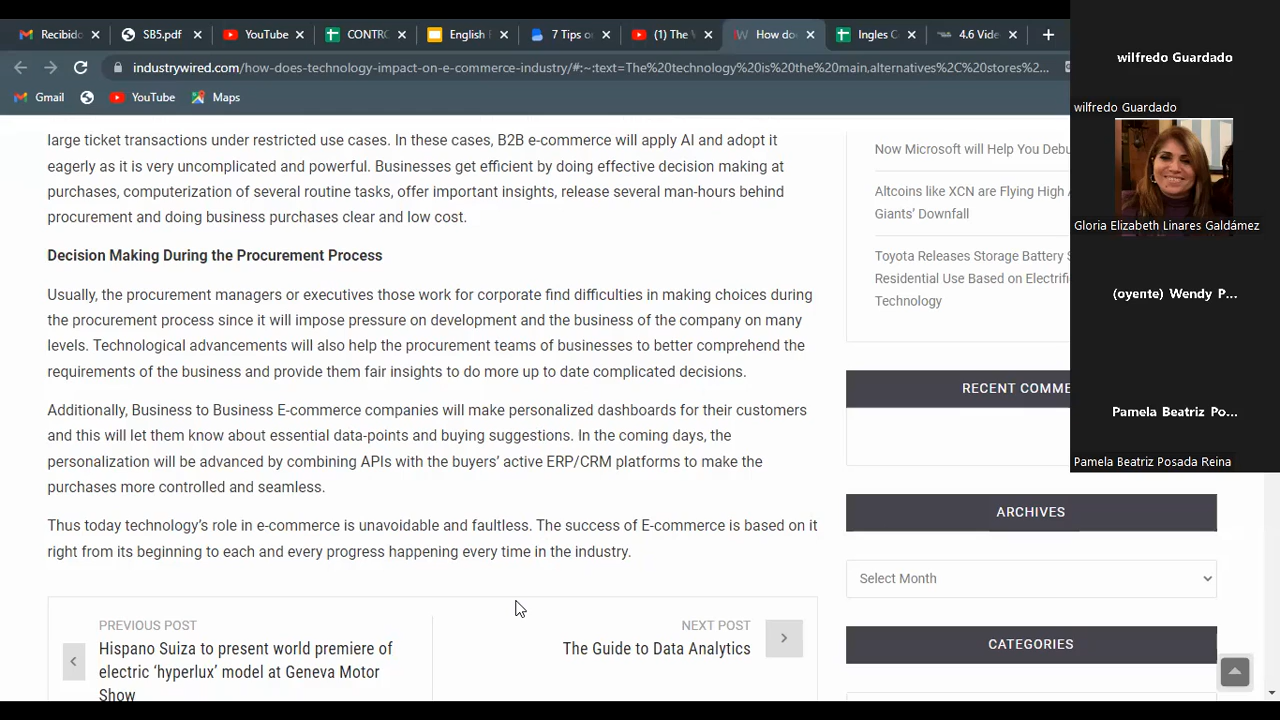 Recibido
SB5.pdf
YouTube
CONTRO
English
7 Tips o
(1) The
How doe
Ingles C
4.6 Vide
industrywired.com/how-does-technology-impact-on-e-commerce-industry/#:~:text=The%20technology%20is%20the%20main,alternatives%2C%20stores%2...
Gmail
YouTube
Maps
large ticket transactions under restricted use cases. In these cases, B2B e-commerce will apply AI and adopt it
eagerly as it is very uncomplicated and powerful. Businesses get efficient by doing effective decision making at
purchases, computerization of several routine tasks, offer important insights, release several man-hours behind
procurement and doing business purchases clear and low cost.
Decision Making During the Procurement Process
Usually, the procurement managers or executives those work for corporate find difficulties in making choices during
the procurement process since it will impose pressure on development and the business of the company on many
levels. Technological advancements will also help the procurement teams of businesses to better comprehend the
requirements of the business and provide them fair insights to do more up to date complicated decisions.
Additionally, Business to Business E-commerce companies will make personalized dashboards for their customers
and this will let them know about essential data-points and buying suggestions. In the coming days, the
personalization will be advanced by combining APIs with the buyers' active ERP/CRM platforms to make the
purchases more controlled and seamless.
Thus today technology's role in e-commerce is unavoidable and faultless. The success of E-commerce is based on it
right from its beginning to each and every progress happening every time in the industry.
PREVIOUS POST
Hispano Suiza to present world premiere of
electric 'hyperlux' model at Geneva Motor
Show
NEXT POST
The Guide to Data Analytics
Now Microsoft will Help You Debu
Altcoins like XCN are Flying High
Giants' Downfall
Toyota Releases Storage Battery S
Residential Use Based on Electrifi
Technology
RECENT COMME
ARCHIVES
Select Month
CATEGORIES
wilfredo Guardado
wilfredo Guardado
Gloria Elizabeth Linares Galdámez
(oyente) Wendy P...
Pamela Beatriz Po...
Pamela Beatriz Posada Reina